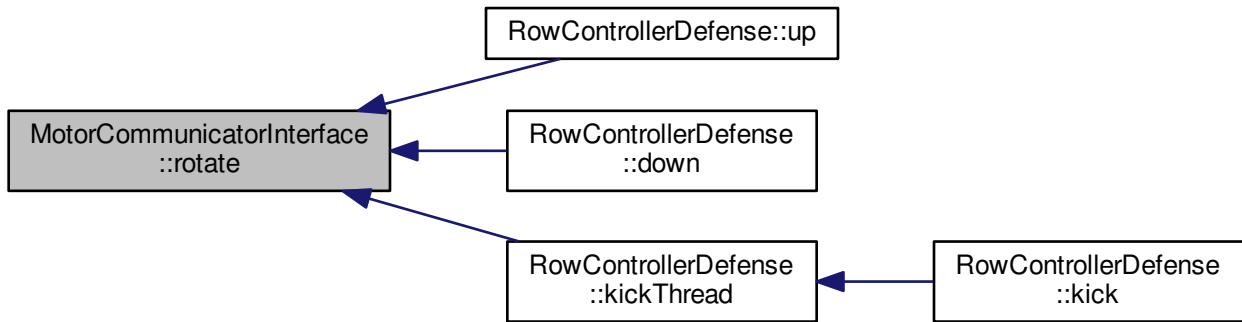 RowControllerDefense::up
MotorCommunicatorInterface
::rotate
RowControllerDefense
::down
RowControllerDefense
::kickThread
RowControllerDefense
::kick